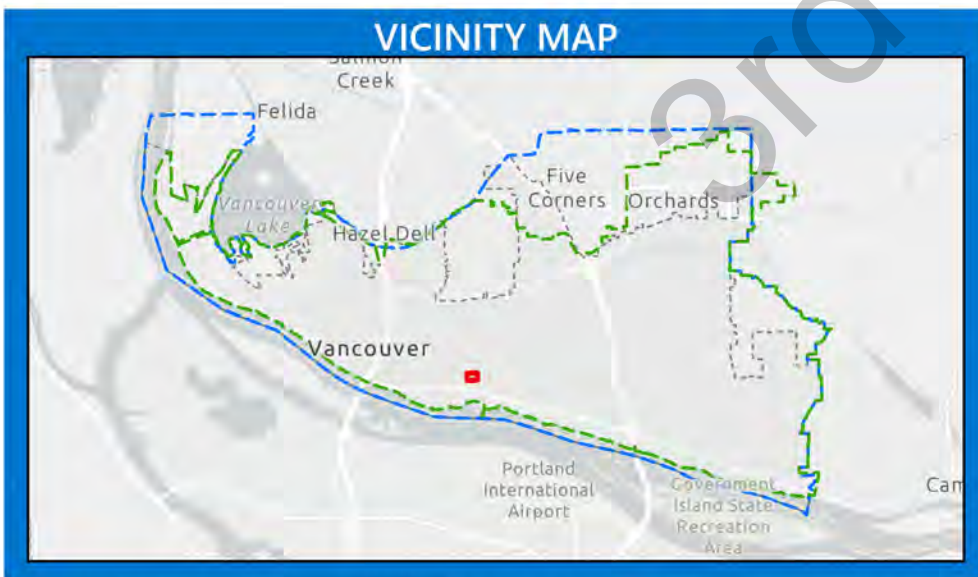 VICINITY MAP
3rd
Salmon
Creek
Felida
Five
Corners
Orchards
Vancouver
Lake
Hazel Dell
Vancouver
Portland
International
Airport
Government
Island State
Recreation
Area
Cam